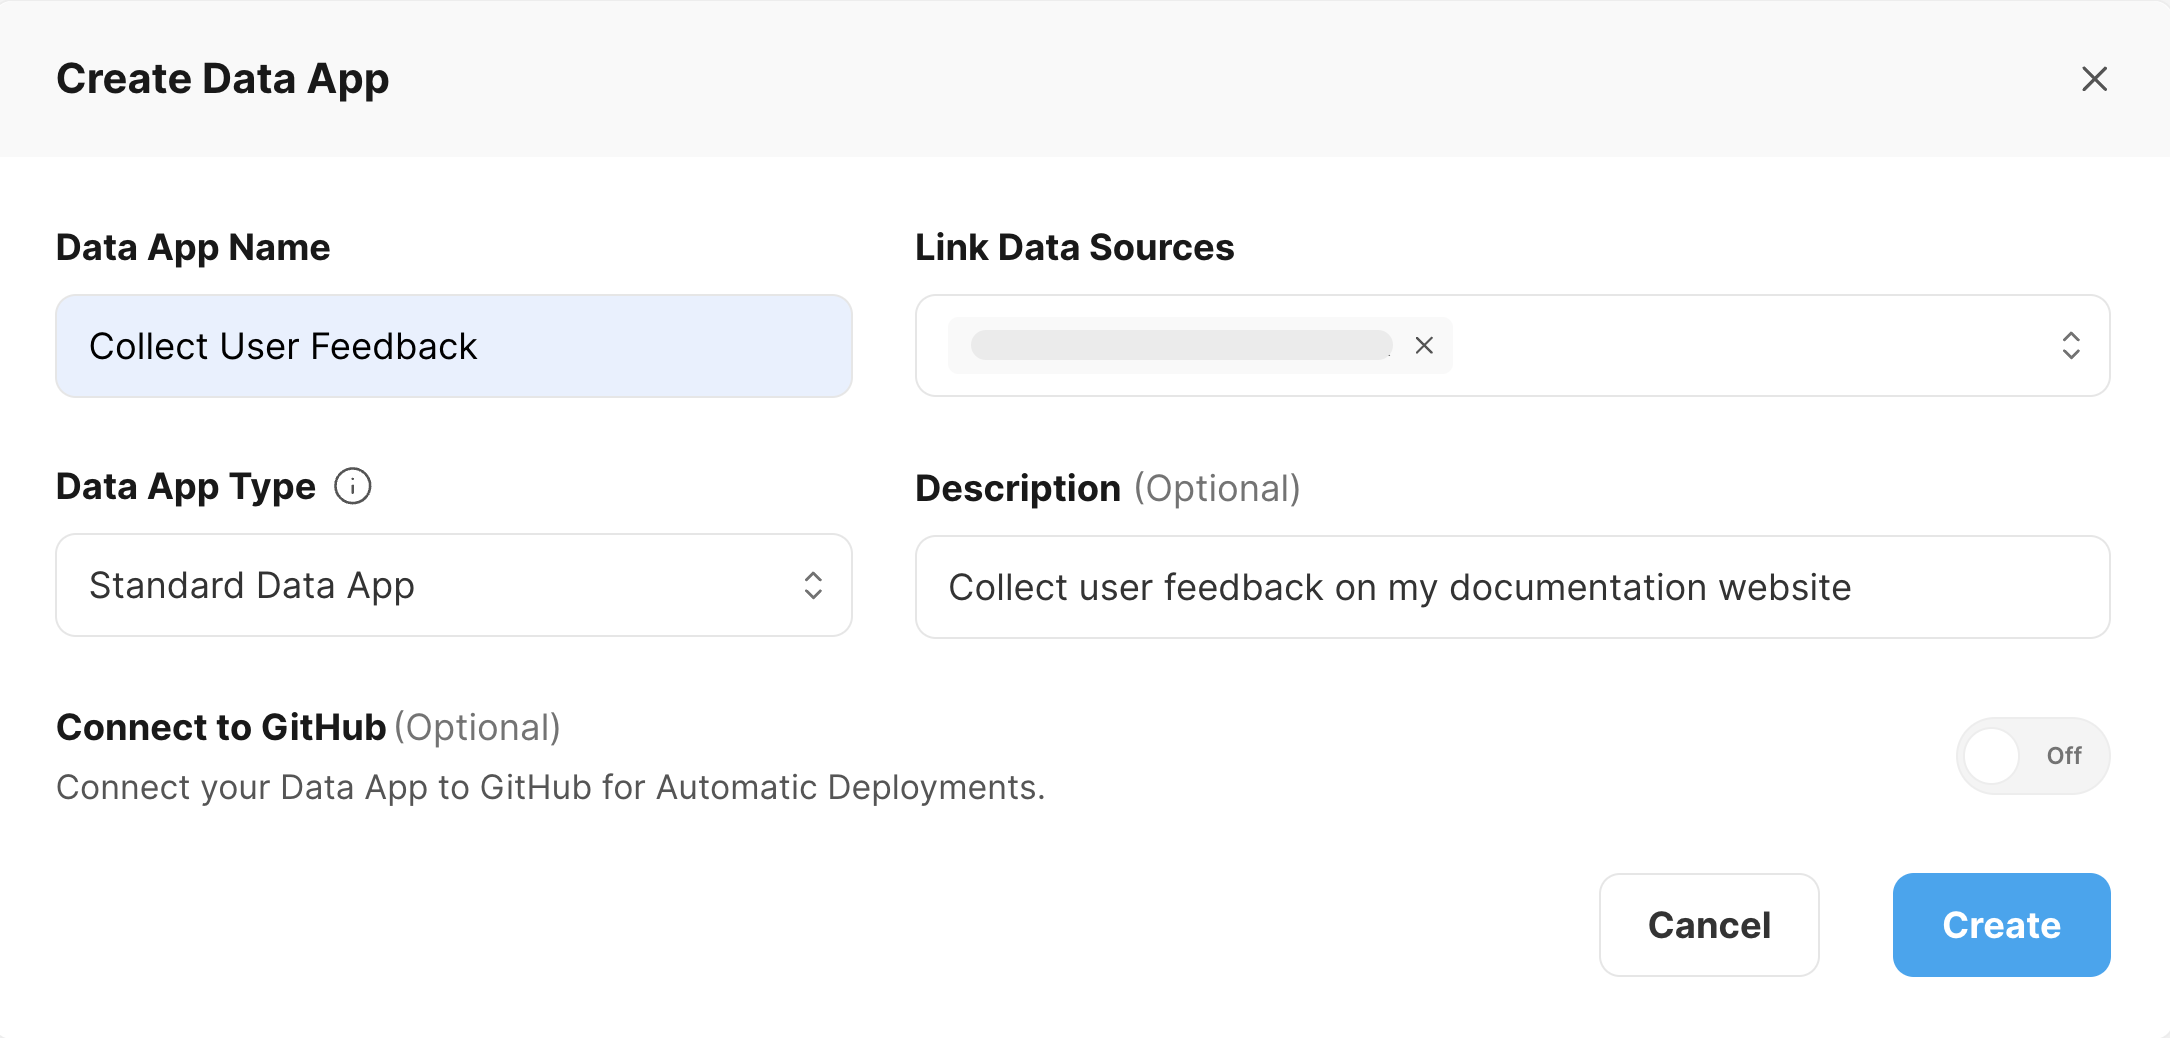 Create Data App
Data App Name
Link Data Sources
Collect User Feedback
Data App Type
Description (Optional)
Standard Data App
Collect user feedback on my documentation website
Connect to GitHub (Optional)
Connect your Data App to GitHub for Automatic Deployments.
Off
Cancel
Create